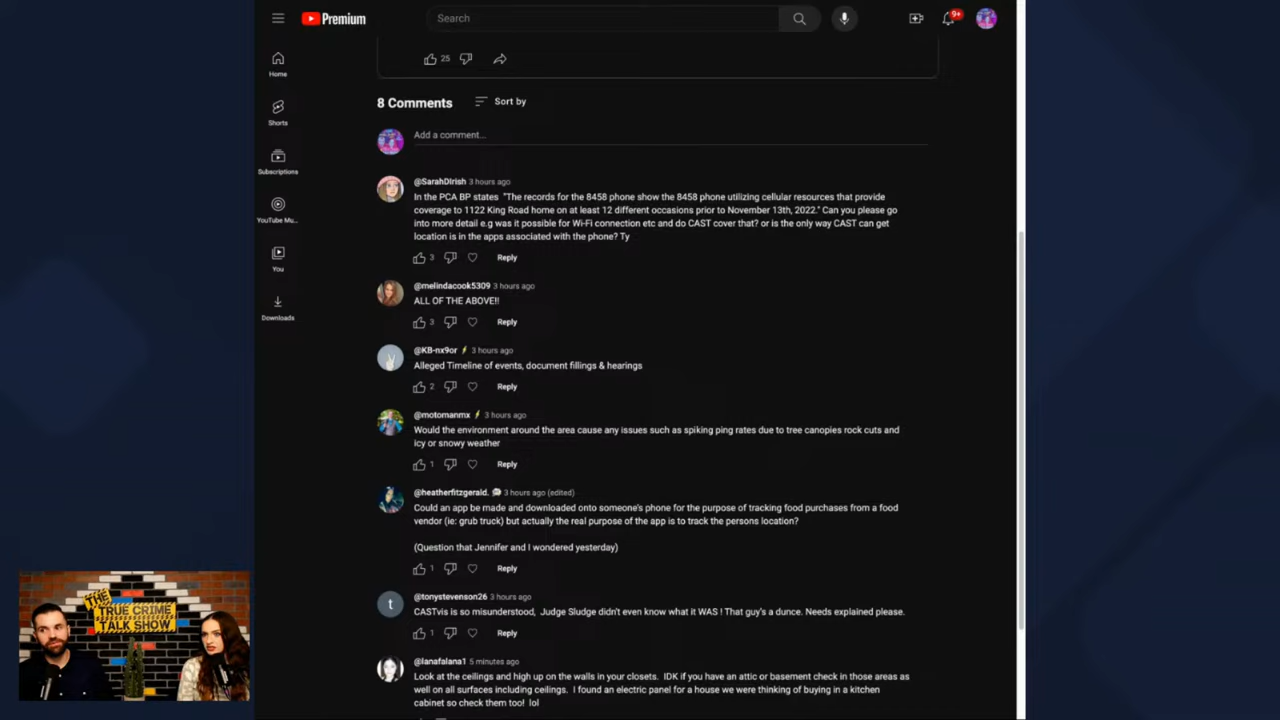 Premium
Search
9+
Home
25
8 Comments
Sort by
Shorts
Add a comment...
Subscriptions
@SarahDIrish 3 hours ago
In the PCA BP states "The records for the 8458 phone show the 8458 phone utilizing cellular resources that provide
coverage to 1122 King Road home on at least 12 different occasions prior to November 13th, 2022." Can you please go
into more detail e.g was it possible for Wi-Fi connection etc and do CAST cover that? or is the only way CAST can get
location is in the apps associated with the phone? Ty
YouTube Mu...
3 Reply
You
@melindacook5309 3 hours ago
ALL OF THE ABOVE!!
Downloads
3 Reply
@KB-nx9or 3 hours ago
Alleged Timeline of events, document fillings & hearings
2 Reply
@motomanmx 3 hours ago
Would the environment around the area cause any issues such as spiking ping rates due to tree canopies rock cuts and
icy or snowy weather
1 Reply
@heatherfitzgerald. 3 hours ago (edited)
Could an app be made and downloaded onto someone's phone for the purpose of tracking food purchases from a food
vendor (ie: grub truck) but actually the real purpose of the app is to track the persons location?
(Question that Jennifer and I wondered yesterday)
1 Reply
t
@tonystevenson26 3 hours ago
CASTvis is so misunderstood, Judge Sludge didn't even know what it WAS ! That guy's a dunce. Needs explained please.
1 Reply
THE
TRUE CRIME
TALK SHOW
@lanafalana1 5 minutes ago
Look at the ceilings and high up on the walls in your closets. IDK if you have an attic or basement check in those areas as
well on all surfaces including ceilings. I found an electric panel for a house we were thinking of buying in a kitchen
cabinet so check them too! lol